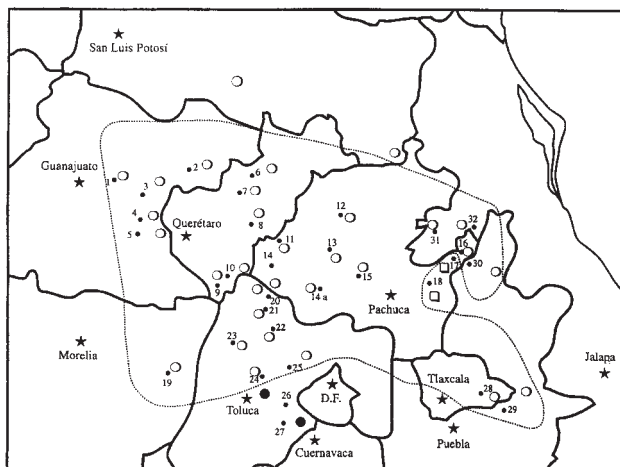 San Luis Potosí
Guanajuato
1
2
3
4
5
6
7
8
Querétaro
9
10
11
12
13
14
14 a
15
16
17
18
30
31
32
Pachuca
Morelia
19
20
21
22
23
24
25
26
27
Toluca
D.F.
Cuernavaca
Tlaxcala
28
29
Puebla
Jalapa